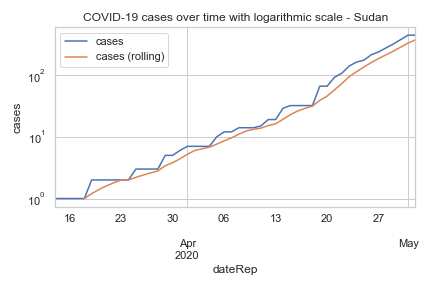 COVID-19 cases over time with logarithmic scale - Sudan
cases
cases (rolling)
10²
10¹
10⁰
cases
16 23 30 06 13 20 27
Apr May
2020
dateRep